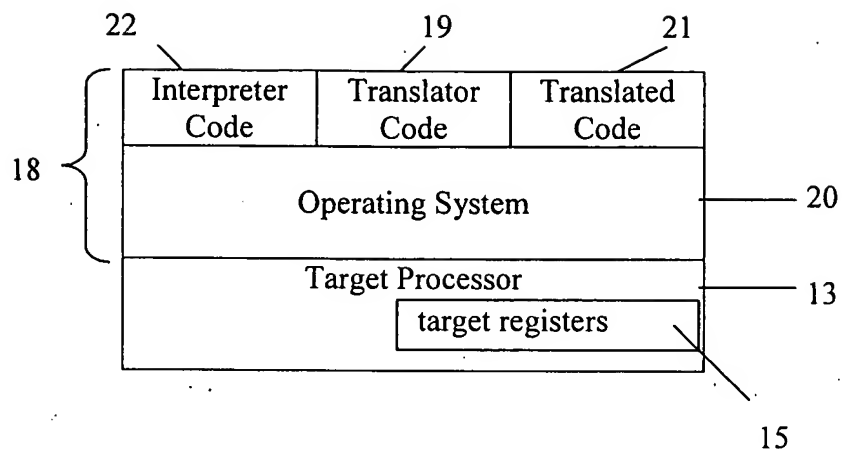 22 19 21
Interpreter Code
Translator Code
Translated Code
18
Operating System
20
Target Processor
13
target registers
15